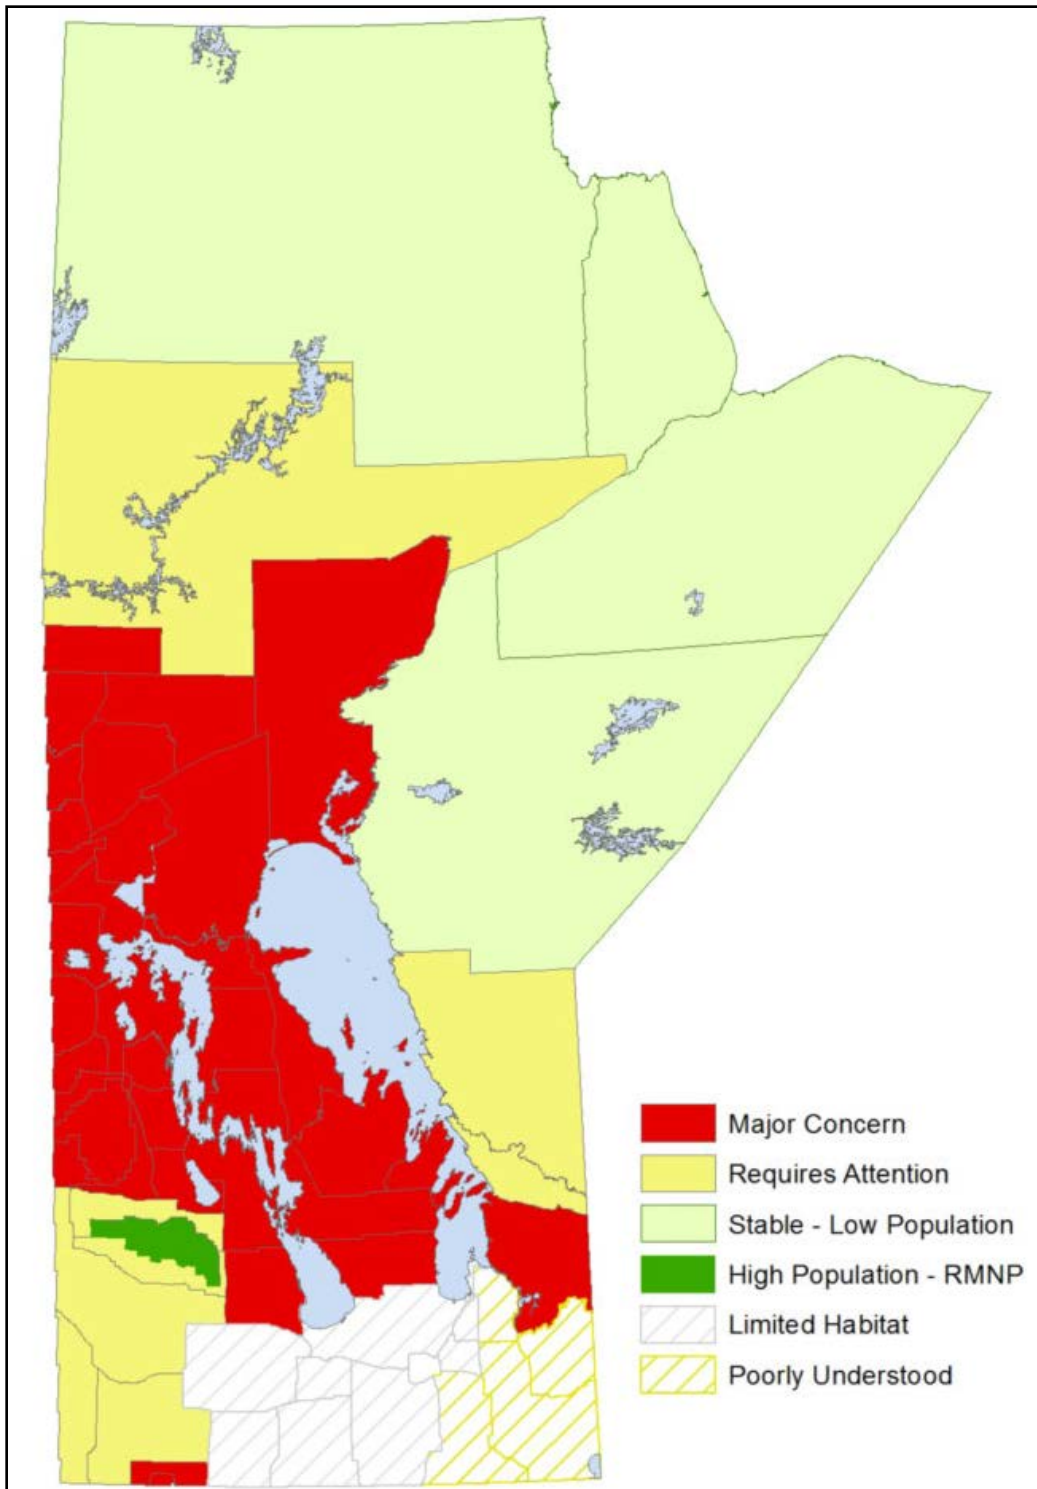 Major Concern
Requires Attention
Stable - Low Population
High Population - RMNP
Limited Habitat
Poorly Understood